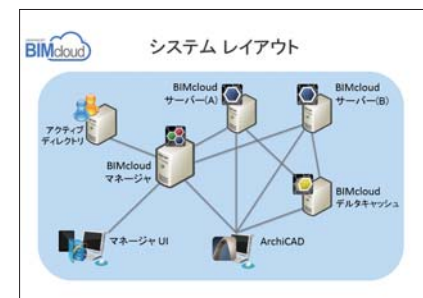 BIMcloud
システム レイアウト
BIMcloud
サーバー(A)
BIMcloud
サーバー(B)
アクティブ
ディレクトリ
BIMcloud
マネージャ
BIMcloud
デルタキャッシュ
マネージャ UI
ArchiCAD